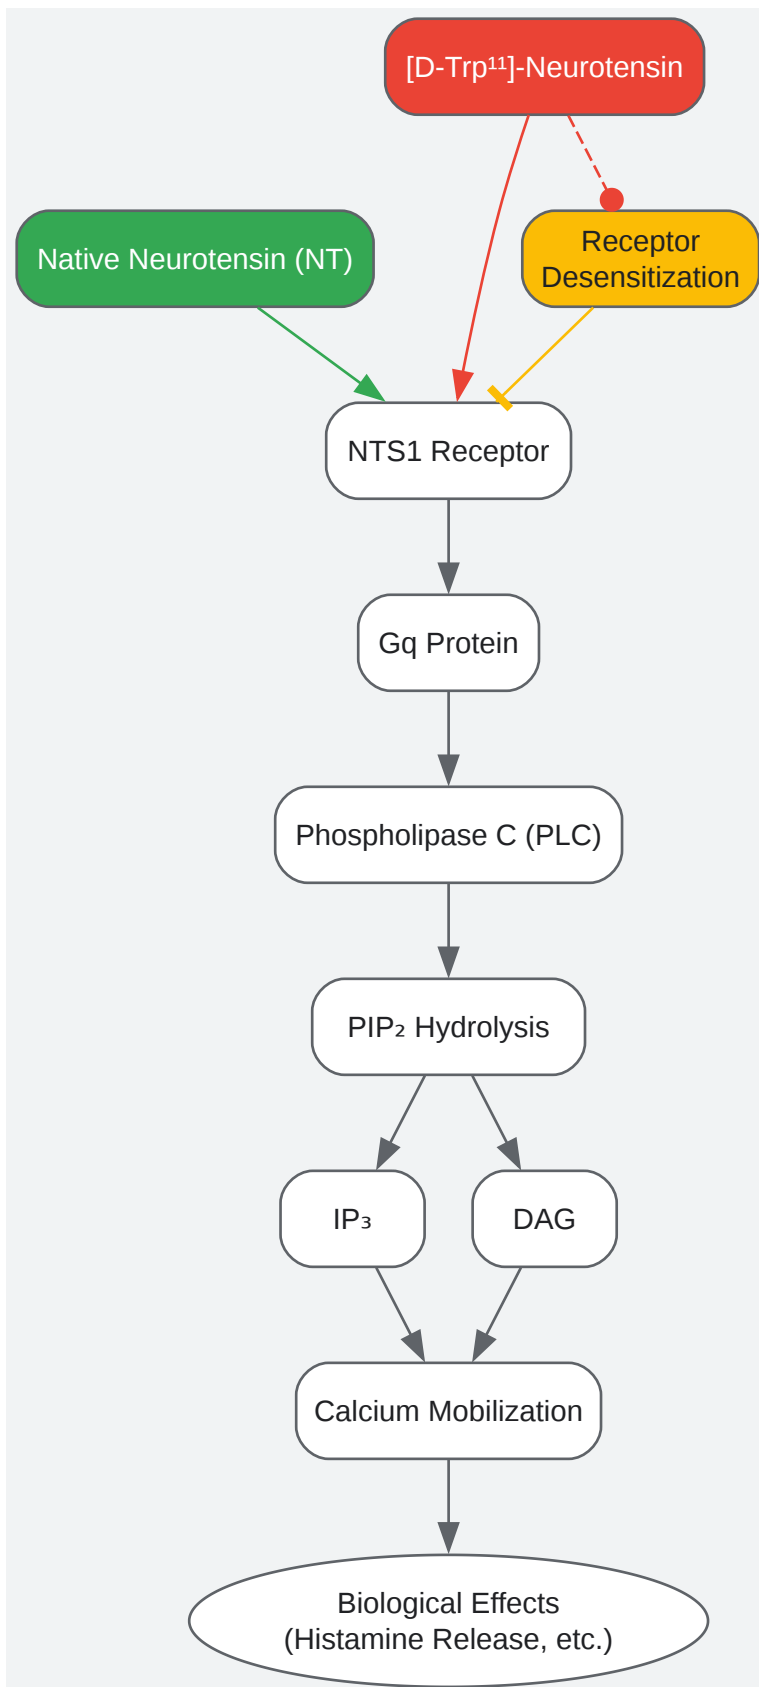 [D-Trp¹¹]-Neurotensin
Native Neurotensin (NT)
Receptor
Desensitization
NTS1 Receptor
Gq Protein
Phospholipase C (PLC)
PIP₂ Hydrolysis
IP₃
DAG
Calcium Mobilization
Biological Effects
(Histamine Release, etc.)